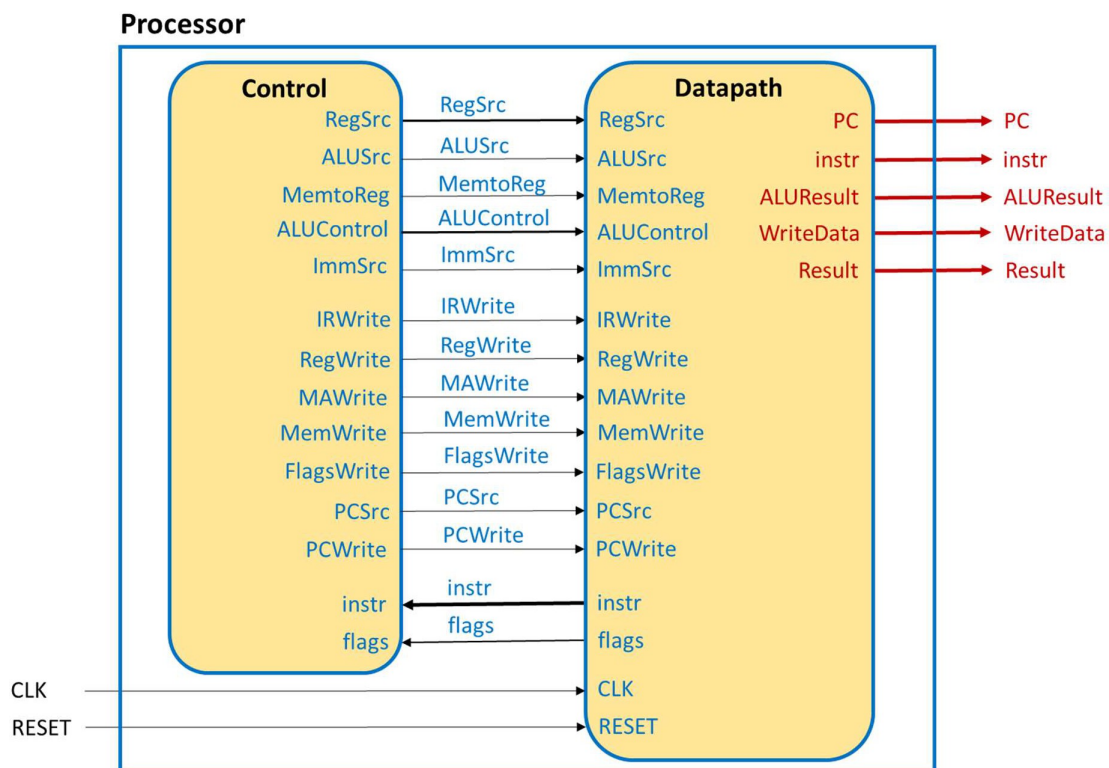 Processor
Control
Datapath
RegSrc RegSrc RegSrc PC PC
ALUSrc ALUSrc ALUSrc instr instr
MemtoReg MemtoReg MemtoReg ALUResult ALUResult
ALUControl ALUControl ALUControl WriteData WriteData
ImmSrc ImmSrc ImmSrc Result Result
IRWrite IRWrite IRWrite
RegWrite RegWrite RegWrite
MAWrite MAWrite MAWrite
MemWrite MemWrite MemWrite
FlagsWrite FlagsWrite FlagsWrite
PCSrc PCSrc PCSrc
PCWrite PCWrite PCWrite
instr instr instr
flags flags flags
CLK CLK
RESET RESET